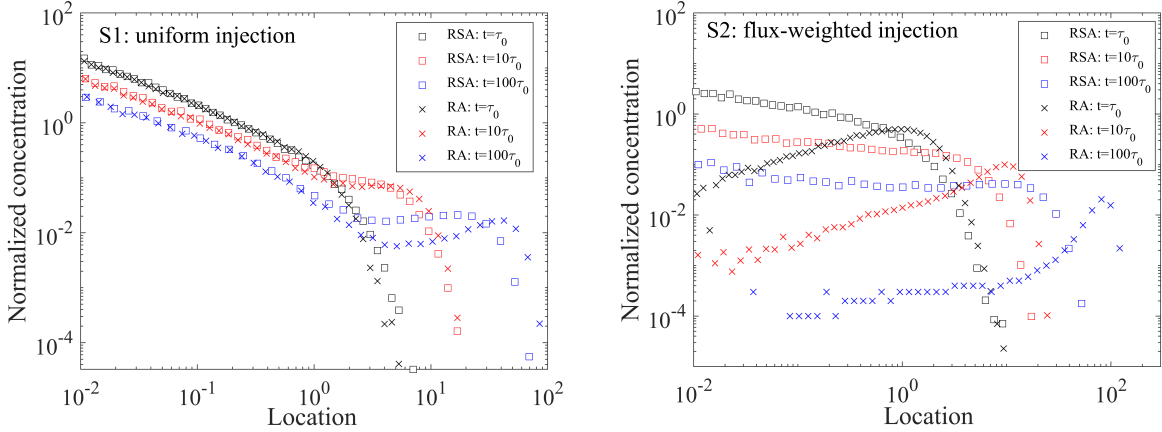 S1: uniform injection
RSA: t=τ0
RSA: t=10τ0
RSA: t=100τ0
RA: t=τ0
RA: t=10τ0
RA: t=100τ0
Normalized concentration
10^2
10^0
10^-2
10^-4
10^-2
10^-1
10^0
10^1
10^2
Location
S2: flux-weighted injection
RSA: t=τ0
RSA: t=10τ0
RSA: t=100τ0
RA: t=τ0
RA: t=10τ0
RA: t=100τ0
Normalized concentration
10^2
10^0
10^-2
10^-4
10^-2
10^0
10^2
Location